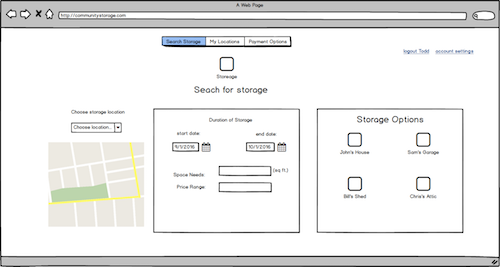 A Web Page
http://communitystorage.com
Search Storage My Locations Payment Options
logout Todd account settings
Storeage
Seach for storage
Choose storage location
Choose location...
Duration of Storage
start date: end date:
9/1/2016 10/1/2016
Space Needs: (sq ft.)
Price Range:
Storage Options
John's House Sam's Garage
Bill's Shed Chris's Attic